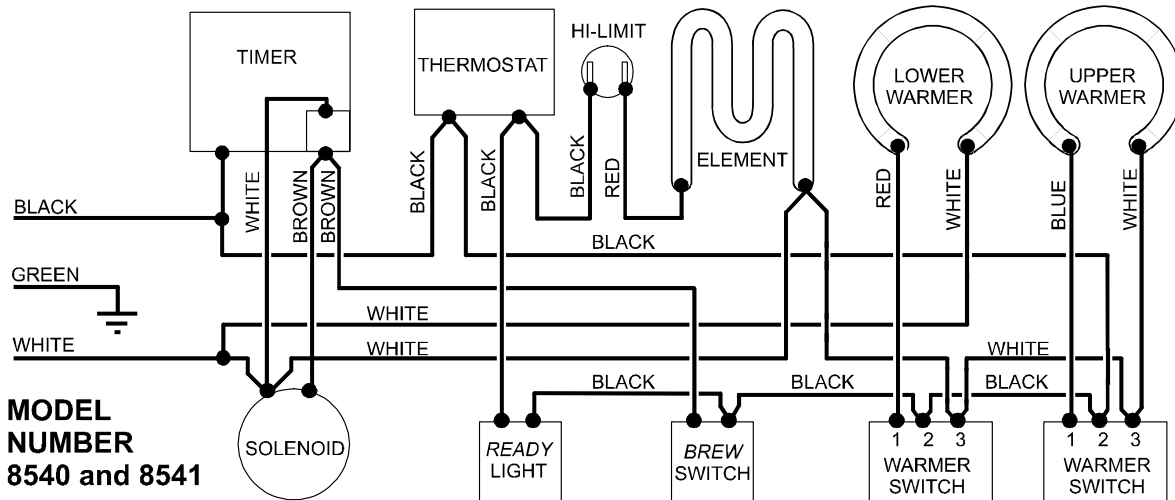 TIMER
THERMOSTAT
HI-LIMIT
ELEMENT
LOWER
WARMER
UPPER
WARMER
BLACK
WHITE
BROWN
BROWN
BLACK
BLACK
BLACK
RED
RED
WHITE
BLUE
WHITE
BLACK
GREEN
WHITE
WHITE
WHITE
WHITE
BLACK
BLACK
BLACK
MODEL
NUMBER
8540 and 8541
SOLENOID
READY
LIGHT
BREW
SWITCH
1 2 3
WARMER
SWITCH
1 2 3
WARMER
SWITCH